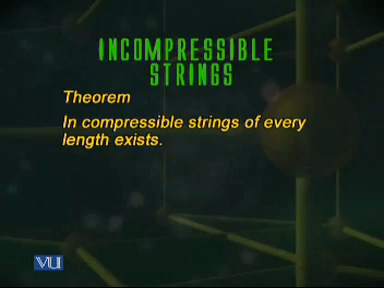 INCOMPRESSIBLE
STRINGS
Theorem
In compressible strings of every
length exists.
VU